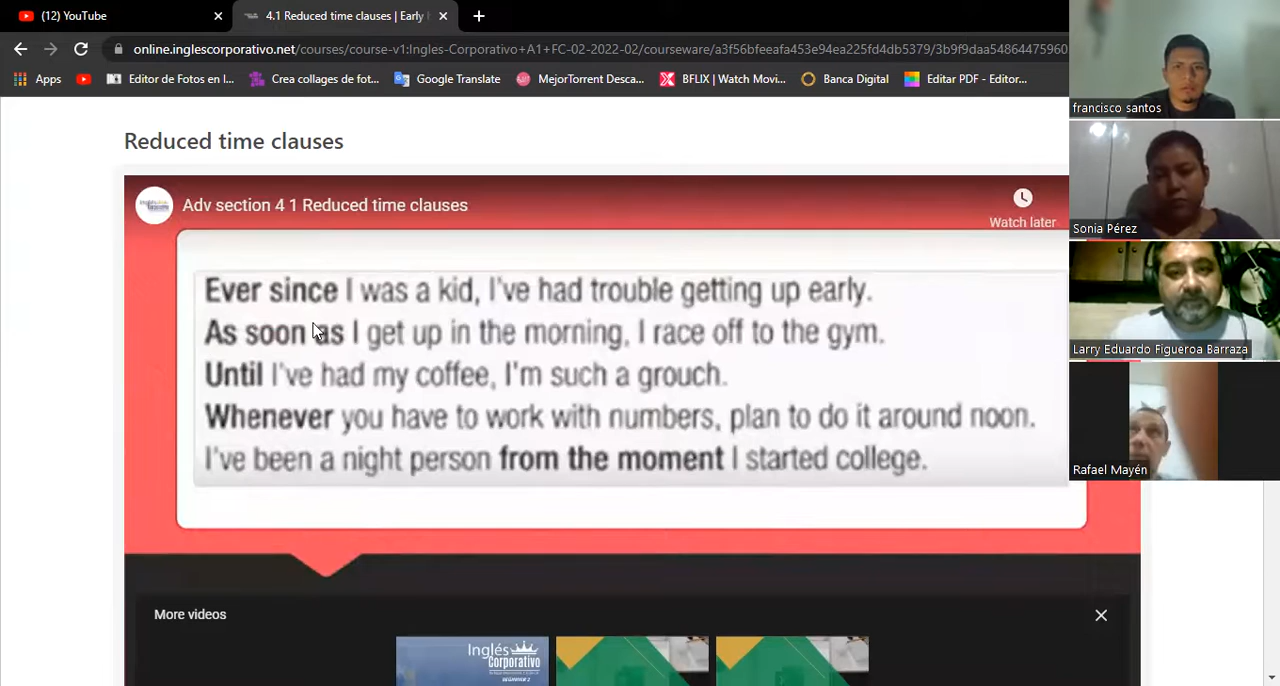 (12) YouTube
4.1 Reduced time clauses | Early
online.inglescorporativo.net/courses/course-v1:Ingles-Corporativo+A1+FC-02-2022-02/courseware/a3f56bfeeafa453e94ea225fd4db5379/3b9f9daa54864475960
Apps
Editor de Fotos en l...
Crea collages de fot...
Google Translate
MejorTorrent Desca...
BFLIX | Watch Movi...
Banca Digital
Editar PDF - Editor...
francisco santos
Sonia Pérez
Larry Eduardo Figueroa Barraza
Rafael Mayén
Reduced time clauses
Adv section 4 1 Reduced time clauses
Watch later
Ever since I was a kid, I've had trouble getting up early.
As soon as I get up in the morning, I race off to the gym.
Until I've had my coffee, I'm such a grouch.
Whenever you have to work with numbers, plan to do it around noon.
I've been a night person from the moment I started college.
More videos
Inglés
Corporativo